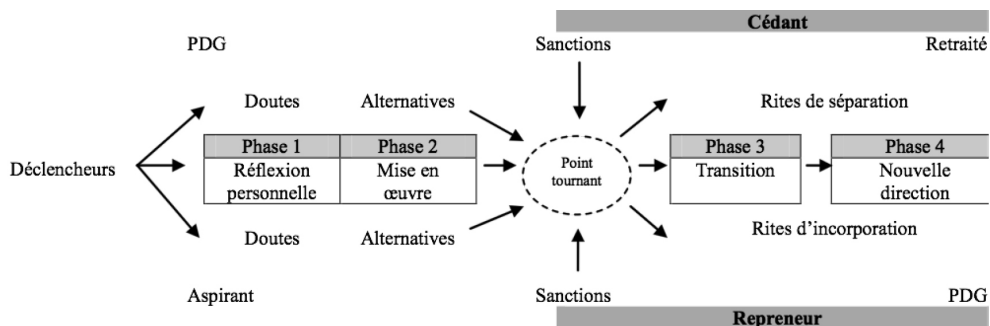 Cédant
PDG Sanctions Retraité
Doutes Alternatives Rites de séparation
Phase 1 Phase 2 Phase 3 Phase 4
Déclencheurs
Réflexion
personnelle
Mise en
œuvre
Point
tournant
Transition
Nouvelle
direction
Doutes Alternatives Rites d’incorporation
Aspirant Sanctions PDG
Repreneur